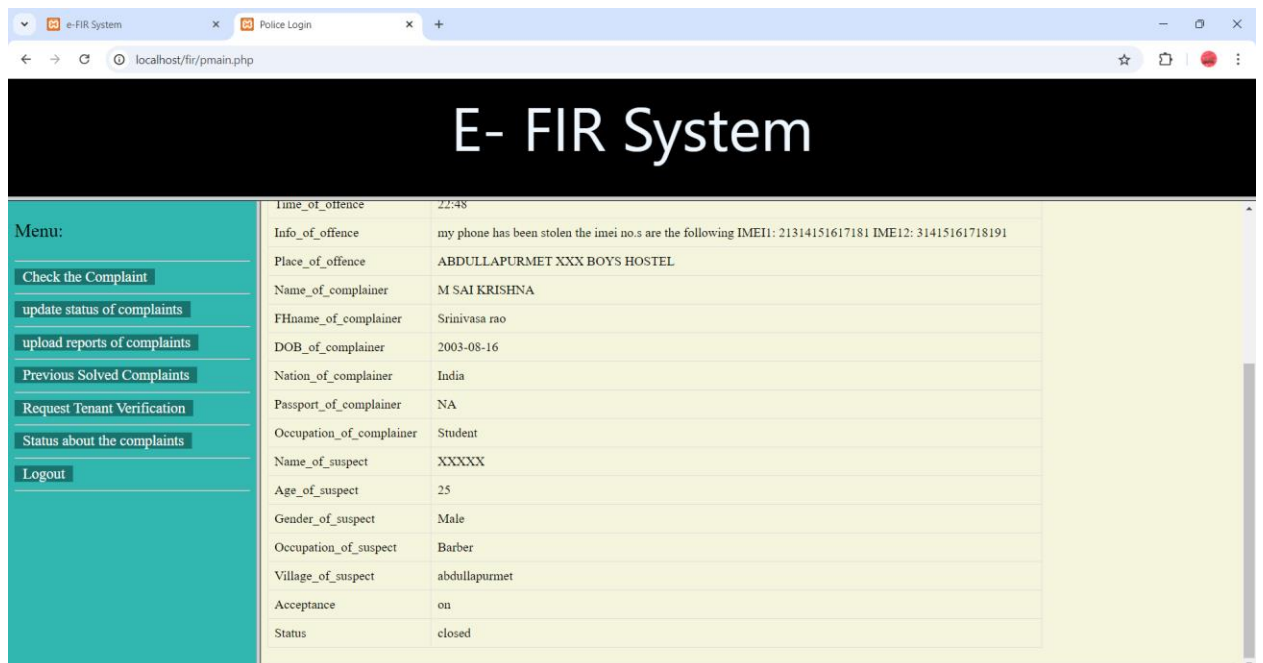 e-FIR System
Police Login
localhost/fir/pmain.php
E- FIR System
Menu:
Check the Complaint
update status of complaints
upload reports of complaints
Previous Solved Complaints
Request Tenant Verification
Status about the complaints
Logout
Time_of_offence 22:48
Info_of_offence my phone has been stolen the imei no.s are the following IMEI1: 21314151617181 IME12: 31415161718191
Place_of_offence ABDULLAPURMET XXX BOYS HOSTEL
Name_of_complainer M SAI KRISHNA
FHname_of_complainer Srinivasa rao
DOB_of_complainer 2003-08-16
Nation_of_complainer India
Passport_of_complainer NA
Occupation_of_complainer Student
Name_of_suspect XXXXX
Age_of_suspect 25
Gender_of_suspect Male
Occupation_of_suspect Barber
Village_of_suspect abdullapurmet
Acceptance on
Status closed